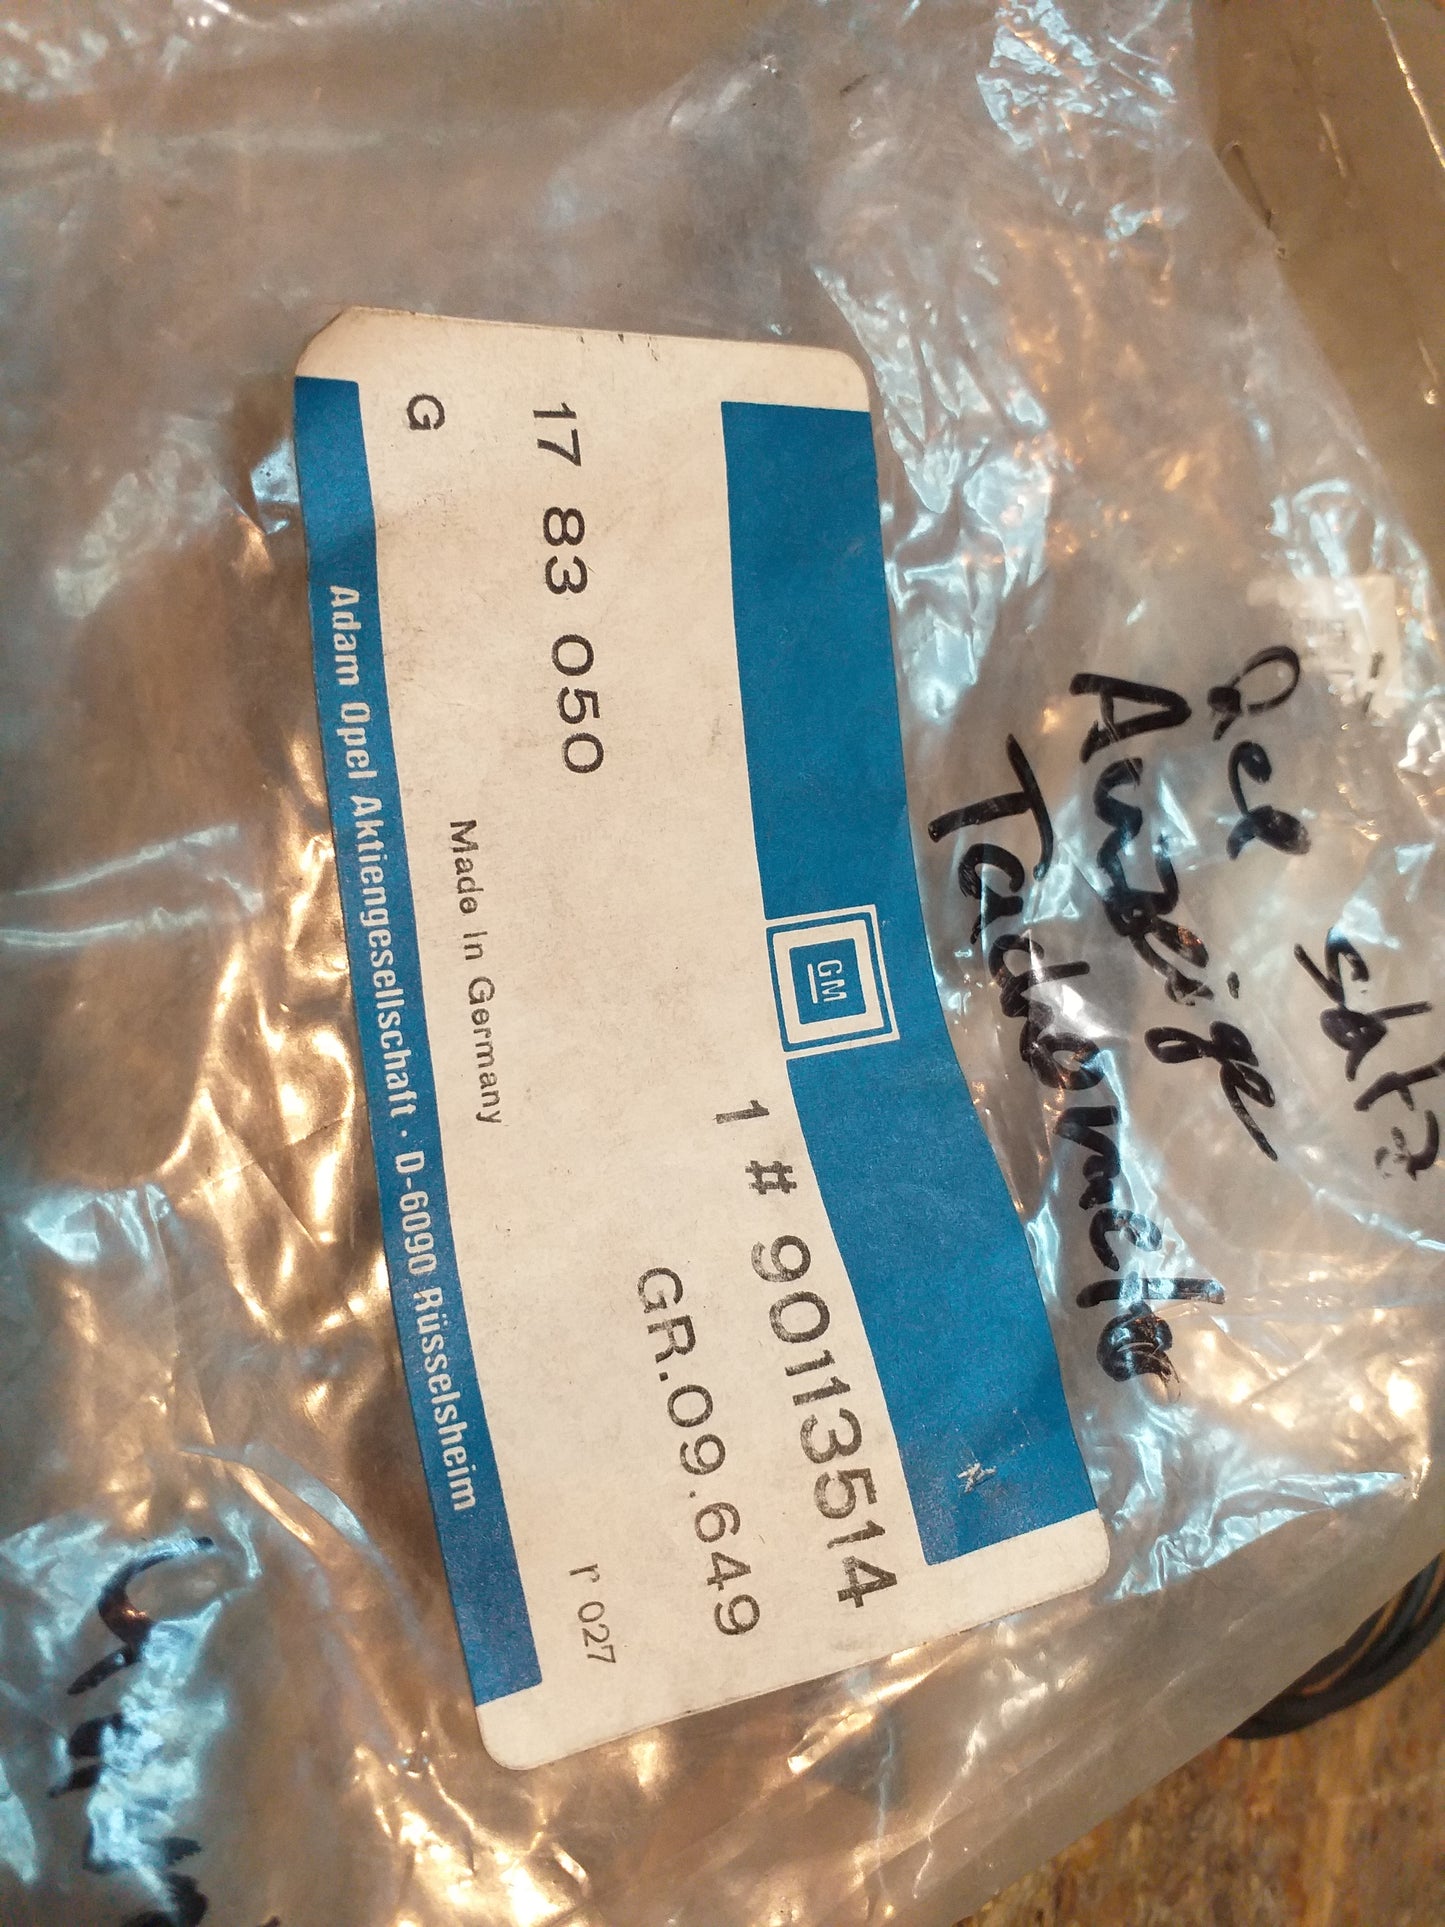 GM
1 # 90113514
GR.09.649
17 83 050
Made In Germany
G
r 027
Adam Opel Aktiengesellschaft · D-6090 Rüsselsheim
Anzeige